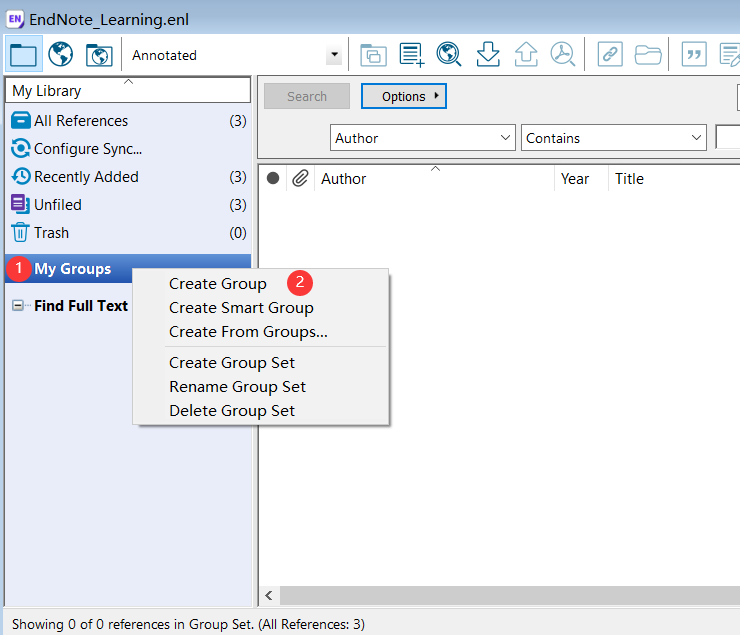 EN EndNote_Learning.enl
Annotated
My Library
Search
Options
All References (3)
Author
Contains
Configure Sync...
Recently Added (3)
Author
Year
Title
Unfiled (3)
Trash (0)
1 My Groups
Create Group 2
Create Smart Group
Find Full Text
Create From Groups...
Create Group Set
Rename Group Set
Delete Group Set
Showing 0 of 0 references in Group Set. (All References: 3)